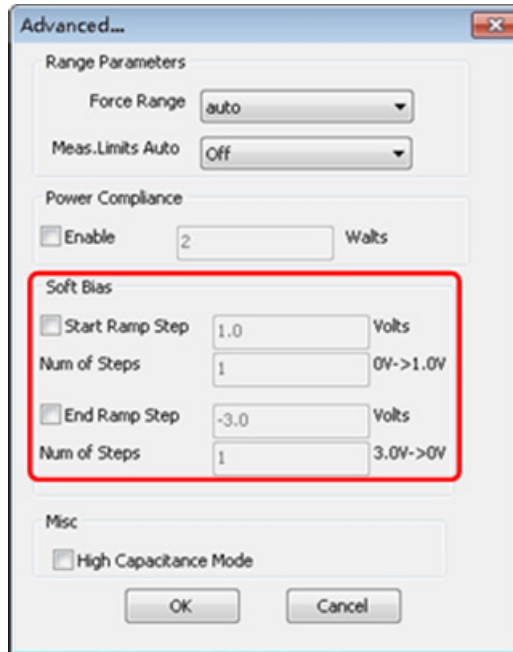 Advanced...
Range Parameters
Force Range auto
Meas.Limits Auto Off
Power Compliance
Enable 2 Walts
Soft Bias
Start Ramp Step 1.0 Volts
Num of Steps 1 0V->1.0V
End Ramp Step -3.0 Volts
Num of Steps 1 3.0V->0V
Misc
High Capacitance Mode
OK Cancel